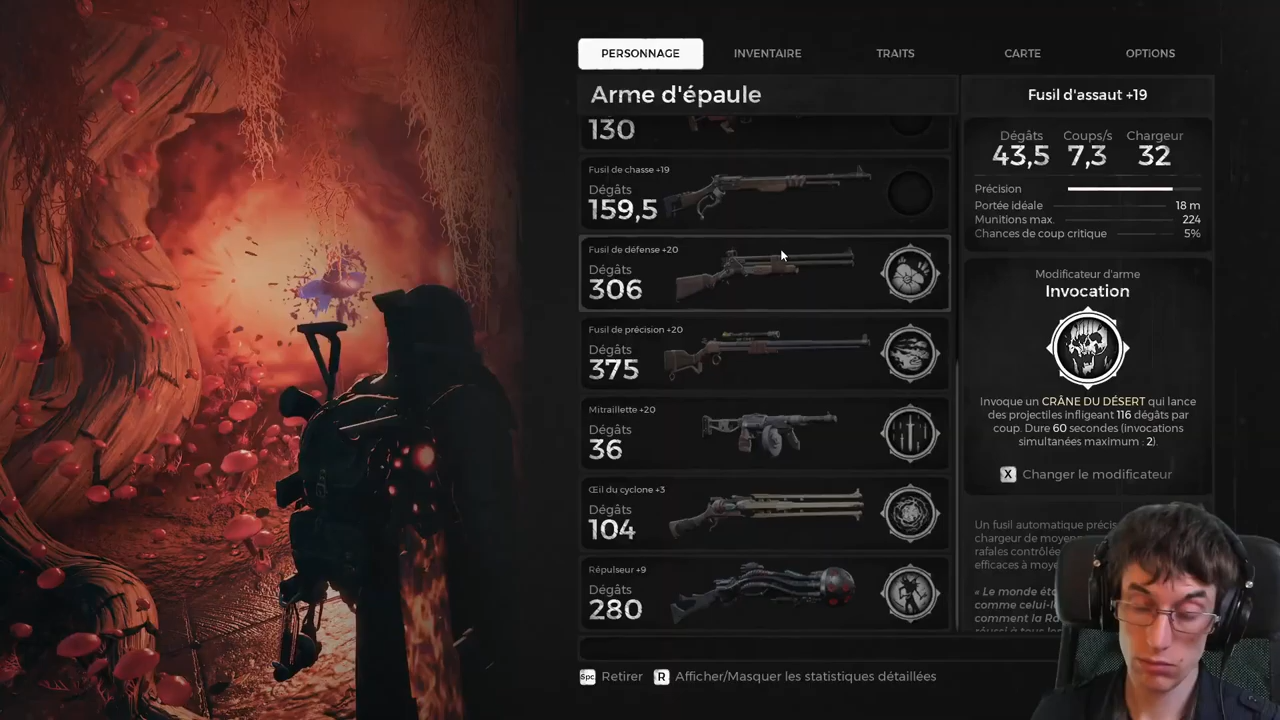 PERSONNAGE
INVENTAIRE
TRAITS
CARTE
OPTIONS
Arme d'épaule
130
Fusil de chasse +19
Dégâts
159,5
Fusil de défense +20
Dégâts
306
Fusil de précision +20
Dégâts
375
Mitraillette +20
Dégâts
36
Œil du cyclone +3
Dégâts
104
Répulseur +9
Dégâts
280
Fusil d'assaut +19
Dégâts Coups/s Chargeur
43,5 7,3 32
Précision
Portée idéale 18 m
Munitions max. 224
Chances de coup critique 5%
Modificateur d'arme
Invocation
Invoque un CRÂNE DU DÉSERT qui lance
des projectiles infligeant 116 dégâts par
coup. Dure 60 secondes (invocations
simultanées maximum : 2).
X Changer le modificateur
Un fusil automatique
chargeur de moyen
rafales contrôlée
efficaces à moye
« Le monde éta
comme celui-l
comment la Ra
réussi à tous le
Spc. Retirer R Afficher/Masquer les statistiques détaillées